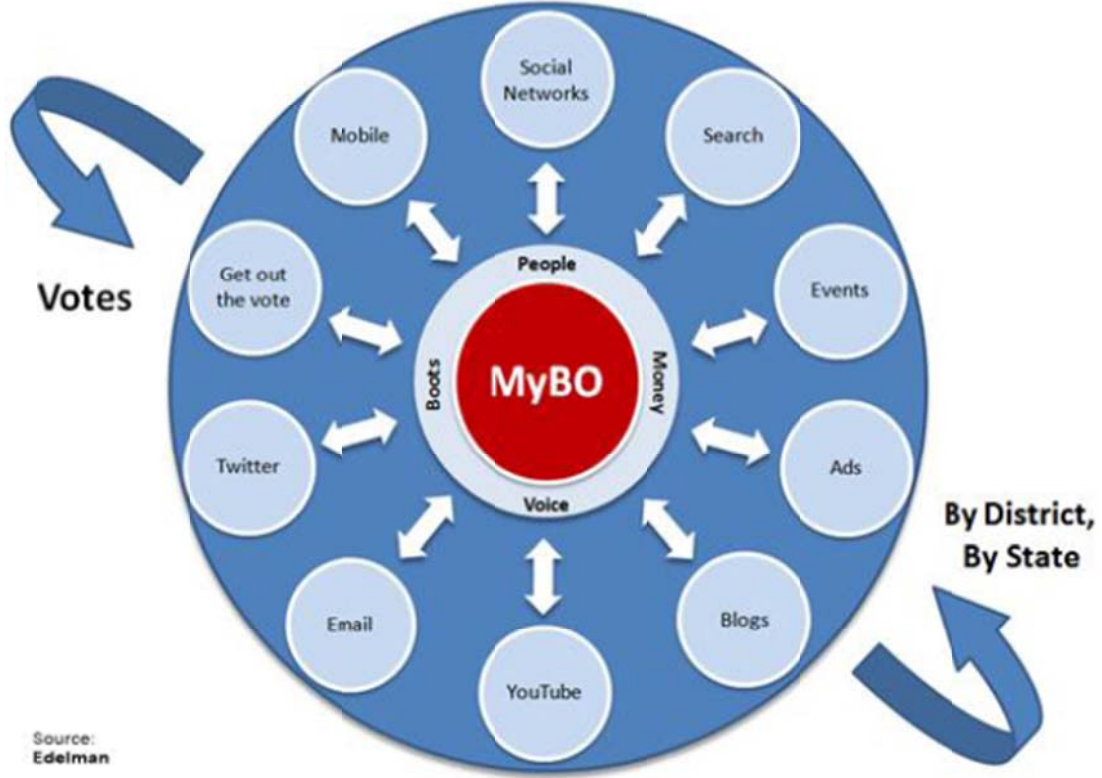 Social
Networks
Mobile
Search
Get out
the vote
People
Events
Votes
Boots
MyBO
Money
Twitter
Ads
Voice
By District,
By State
Email
Blogs
YouTube
Source:
Edelman